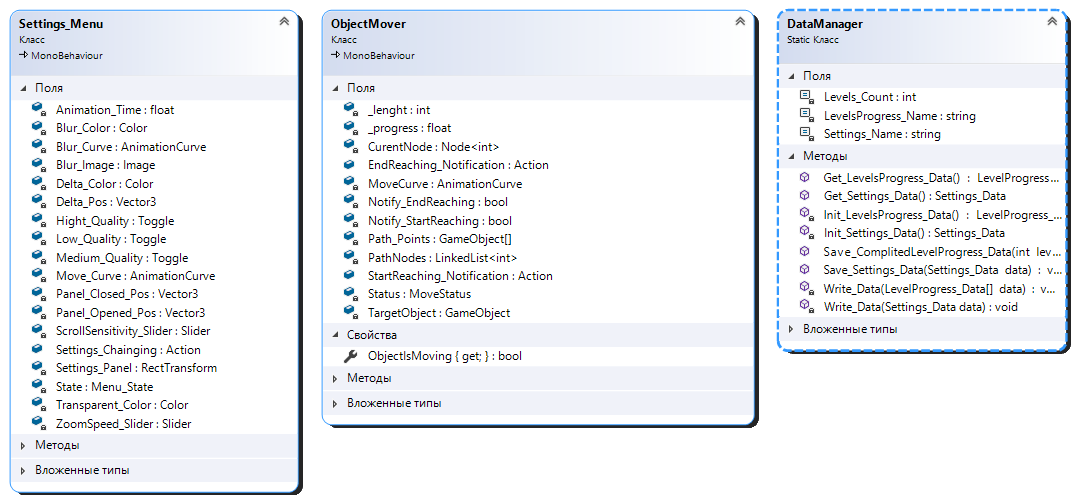 Settings_Menu
Класс
MonoBehaviour
Поля
Animation_Time : float
Blur_Color : Color
Blur_Curve : AnimationCurve
Blur_Image : Image
Delta_Color : Color
Delta_Pos : Vector3
Hight_Quality : Toggle
Low_Quality : Toggle
Medium_Quality : Toggle
Move_Curve : AnimationCurve
Panel_Closed_Pos : Vector3
Panel_Opened_Pos : Vector3
ScrollSensitivity_Slider : Slider
Settings_Chainging : Action
Settings_Panel : RectTransform
State : Menu_State
Transparent_Color : Color
ZoomSpeed_Slider : Slider
Методы
Вложенные типы
ObjectMover
Класс
MonoBehaviour
Поля
_lenght : int
_progress : float
CurentNode : Node<int>
EndReaching_Notification : Action
MoveCurve : AnimationCurve
Notify_EndReaching : bool
Notify_StartReaching : bool
Path_Points : GameObject[]
PathNodes : LinkedList<int>
StartReaching_Notification : Action
Status : MoveStatus
TargetObject : GameObject
Свойства
ObjectIsMoving { get; } : bool
Методы
Вложенные типы
DataManager
Static Класс
Поля
Levels_Count : int
LevelsProgress_Name : string
Settings_Name : string
Методы
Get_LevelsProgress_Data() : LevelProgress...
Get_Settings_Data() : Settings_Data
Init_LevelsProgress_Data() : LevelProgress_...
Init_Settings_Data() : Settings_Data
Save_ComplitedLevelProgress_Data(int lev...
Save_Settings_Data(Settings_Data data) : v...
Write_Data(LevelProgress_Data[] data) : v...
Write_Data(Settings_Data data) : void
Вложенные типы